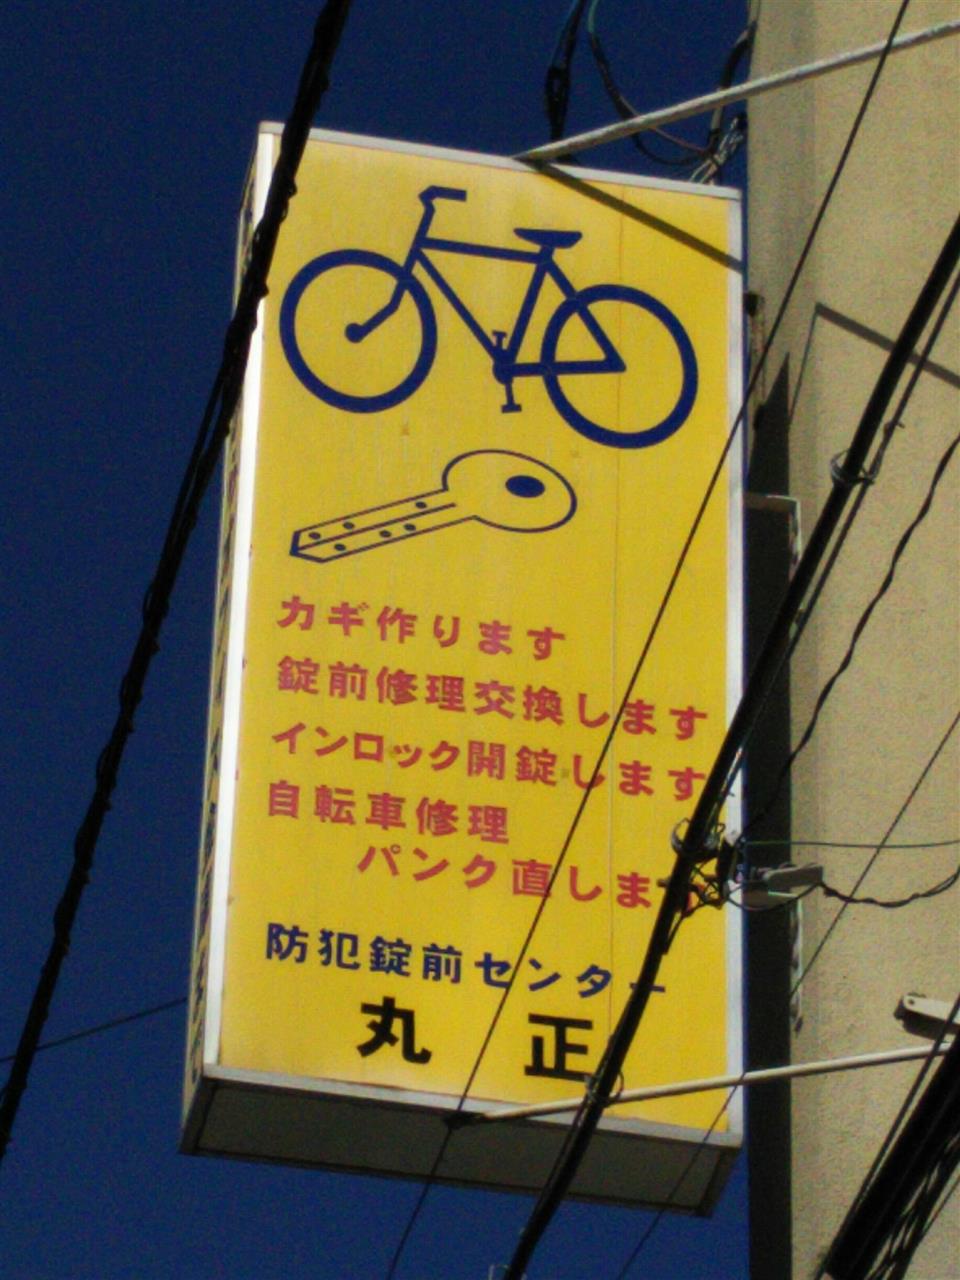 カギ作ります
錠前修理交換します
インロック開錠します
自転車修理
パンク直しま
防犯錠前センター
丸正